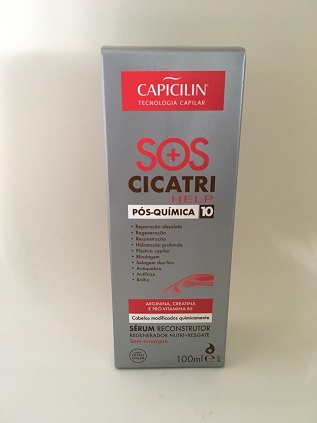 CAPICILIN®
TECNOLOGIA CAPILAR
SOS
CICATRI
HELP
PÓS-QUÍMICA 10
• Reparação absoluta
• Regeneração
• Reconstrução
• Hidratação profunda
• Plástica capilar
• Blindagem
• Selagem dos fios
• Antiquebra
• Antifrizz
• Brilho
ARGININA, CREATINA
E PRÓ-VITAMINA B5
Cabelos modificados quimicamente
SÉRUM RECONSTRUTOR
REGENERADOR NUTRI-RESGATE
Sem enxágue
100ml